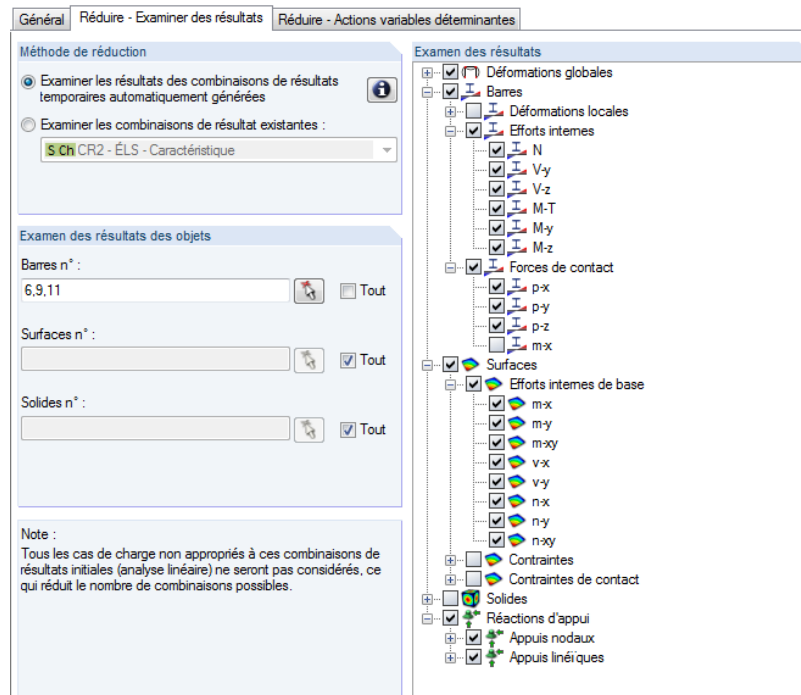 Général
Réduire - Examiner des résultats
Réduire - Actions variables déterminantes
Méthode de réduction
Examiner les résultats des combinaisons de résultats
temporaires automatiquement générées
Examiner les combinaisons de résultat existantes :
S Ch CR2 - ÉLS - Caractéristique
Examen des résultats des objets
Barres n° :
6,9,11
Tout
Surfaces n° :
Tout
Solides n° :
Tout
Note :
Tous les cas de charge non appropriés à ces combinaisons de
résultats initiales (analyse linéaire) ne seront pas considérés, ce
qui réduit le nombre de combinaisons possibles.
Examen des résultats
Déformations globales
Barres
Déformations locales
Efforts internes
N
V-y
V-z
M-T
M-y
M-z
Forces de contact
p-x
p-y
p-z
m-x
Surfaces
Efforts internes de base
m-x
m-y
m-xy
v-x
v-y
n-x
n-y
n-xy
Contraintes
Contraintes de contact
Solides
Réactions d'appui
Appuis nodaux
Appuis linéïques